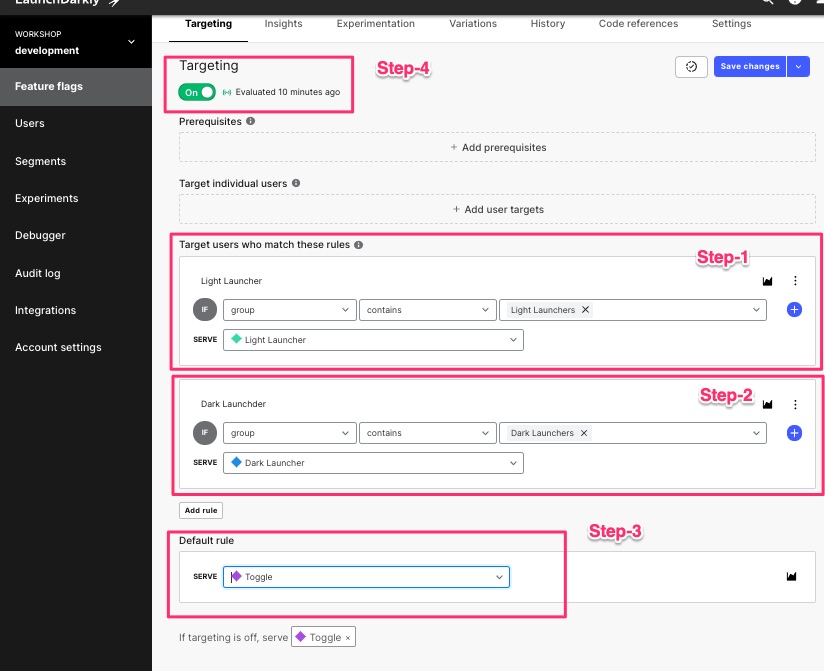 LaunchDarkly
WORKSHOP
development
Feature flags
Users
Segments
Experiments
Debugger
Audit log
Integrations
Account settings
Targeting Insights Experimentation Variations History Code references Settings
Targeting
Step-4
Save changes
On Evaluated 10 minutes ago
Prerequisites
+ Add prerequisites
Target individual users
+ Add user targets
Target users who match these rules
Step-1
Light Launcher
IF group contains Light Launchers ×
SERVE Light Launcher
Step-2
Dark Launchder
IF group contains Dark Launchers ×
SERVE Dark Launcher
Add rule
Step-3
Default rule
SERVE Toggle
If targeting is off, serve Toggle ×